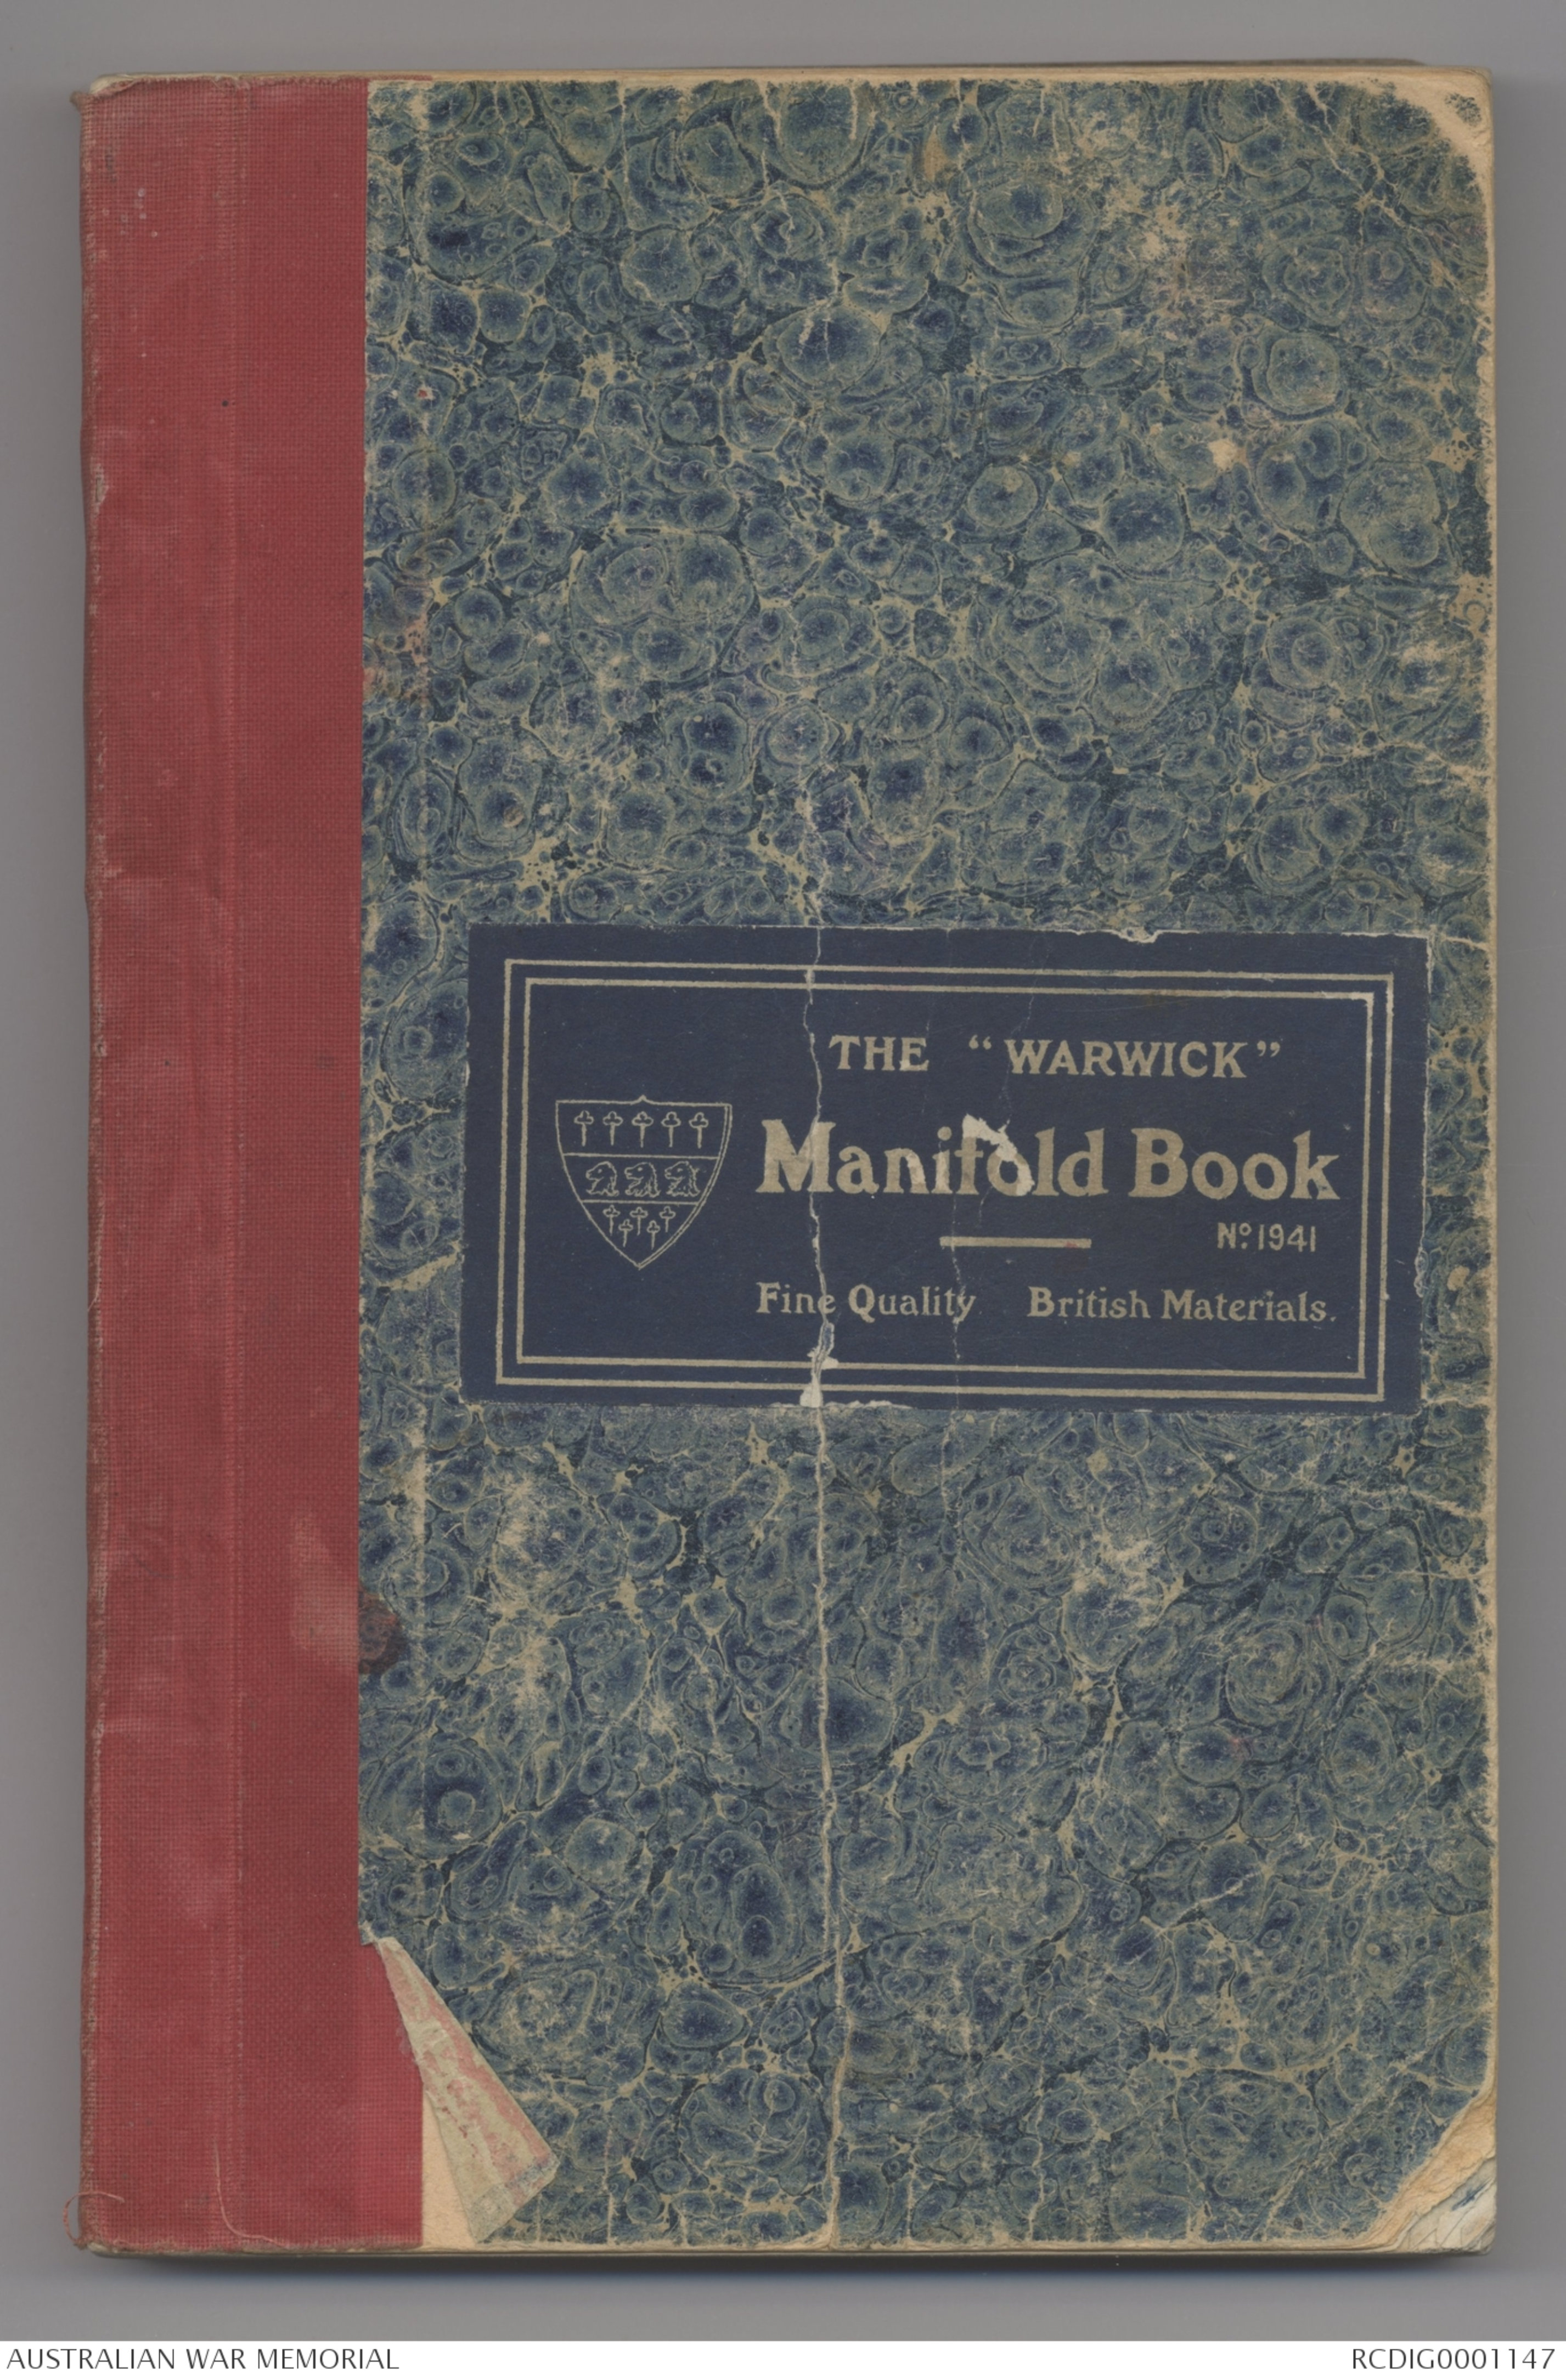 THE "WARWICK"
Manifold Book
Nº 1941
Fine Quality British Materials.
AUSTRALIAN WAR MEMORIAL
RCDIG0001147